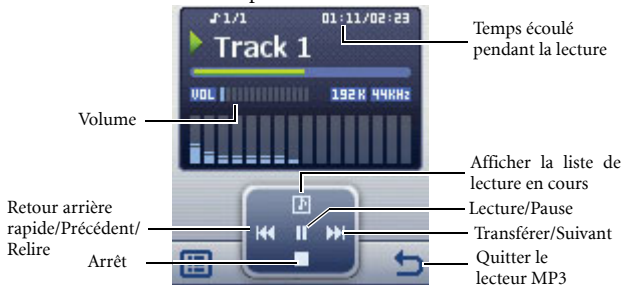 ♪1/1 01:11/02:23
Track 1
VOL 192K 44KHz
Temps écoulé
pendant la lecture
Volume
Afficher la liste de
lecture en cours
Retour arrière
rapide/Précédent/
Relire
Lecture/Pause
Transférer/Suivant
Arrêt
Quitter le
lecteur MP3